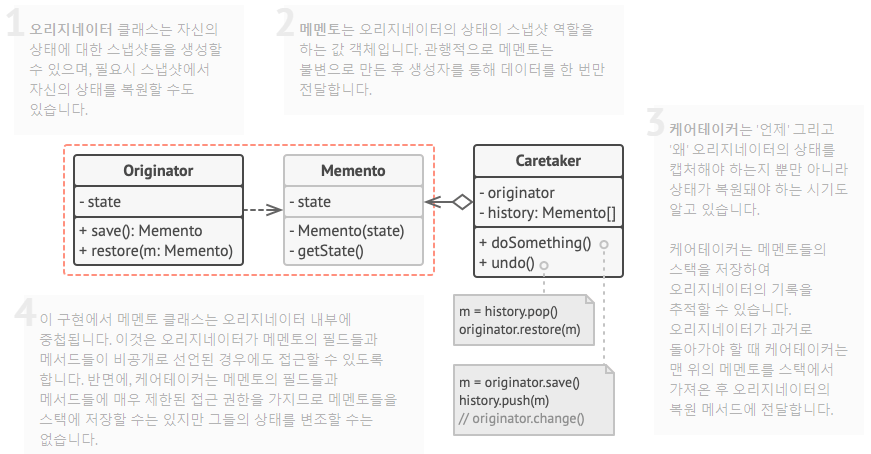 1
오리지네이터 클래스는 자신의
상태에 대한 스냅샷들을 생성할
수 있으며, 필요시 스냅샷에서
자신의 상태를 복원할 수도
있습니다.
2
메멘토는 오리지네이터의 상태의 스냅샷 역할을
하는 값 객체입니다. 관행적으로 메멘토는
불변으로 만든 후 생성자를 통해 데이터를 한 번만
전달합니다.
3
케어테이커는 '언제' 그리고
'왜' 오리지네이터의 상태를
캡처해야 하는지 뿐만 아니라
상태가 복원돼야 하는 시기도
알고 있습니다.
케어테이커는 메멘토들의
스택을 저장하여
오리지네이터의 기록을
추적할 수 있습니다.
오리지네이터가 과거로
돌아가야 할 때 케어테이커는
맨 위의 메멘토를 스택에서
가져온 후 오리지네이터의
복원 메서드에 전달합니다.
Originator
- state
+ save(): Memento
+ restore(m: Memento)
Memento
- state
- Memento(state)
- getState()
Caretaker
- originator
- history: Memento[]
+ doSomething()
+ undo()
m = history.pop()
originator.restore(m)
m = originator.save()
history.push(m)
// originator.change()
4
이 구현에서 메멘토 클래스는 오리지네이터 내부에
중첩됩니다. 이것은 오리지네이터가 메멘토의 필드들과
메서드들이 비공개로 선언된 경우에도 접근할 수 있도록
합니다. 반면에, 케어테이커는 메멘토의 필드들과
메서드들에 매우 제한된 접근 권한을 가지므로 메멘토들을
스택에 저장할 수는 있지만 그들의 상태를 변조할 수는
없습니다.